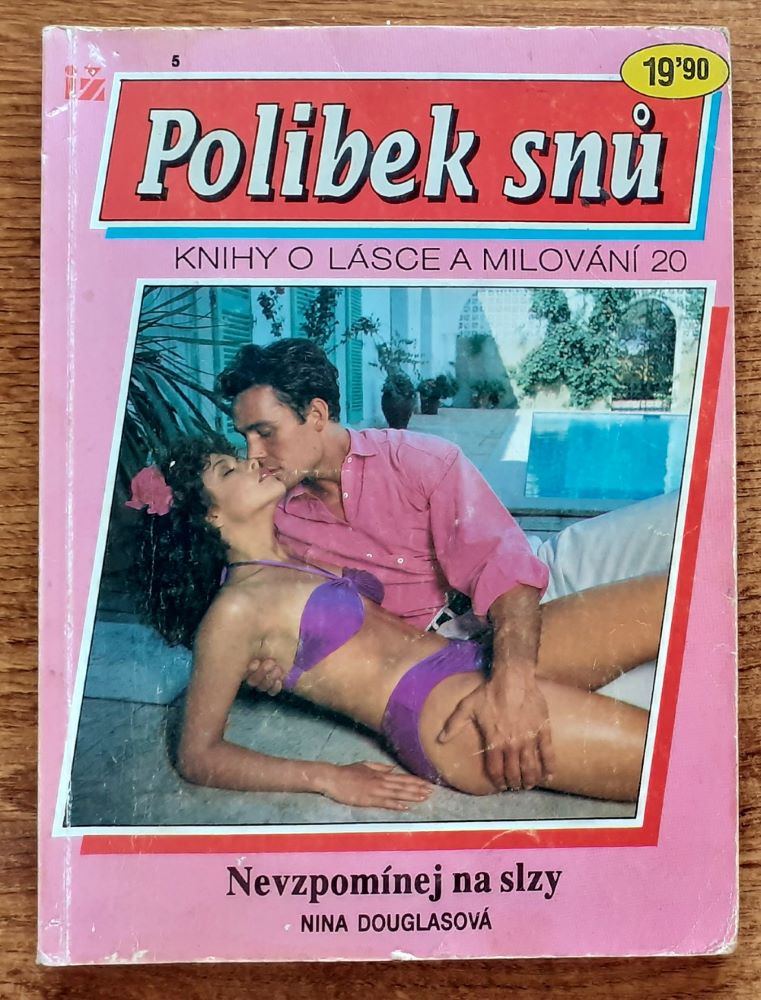 5
19'90
Polibek snů
KNIHY O LÁSCE A MILOVÁNÍ 20
Nevzpomínej na slzy
NINA DOUGLASOVÁ